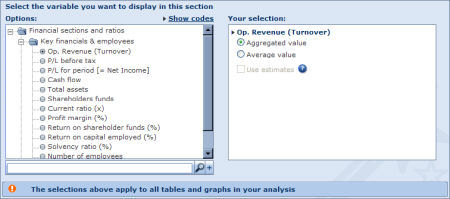 Select the variable you want to display in this section
Options:
Show codes
Financial sections and ratios
Key financials & employees
Op. Revenue (Turnover)
P/L before tax
P/L for period [= Net Income]
Cash flow
Total assets
Shareholders funds
Current ratio (x)
Profit margin (%)
Return on shareholder funds (%)
Return on capital employed (%)
Solvency ratio (%)
Number of employees
Your selection:
Op. Revenue (Turnover)
Aggregated value
Average value
Use estimates
The selections above apply to all tables and graphs in your analysis